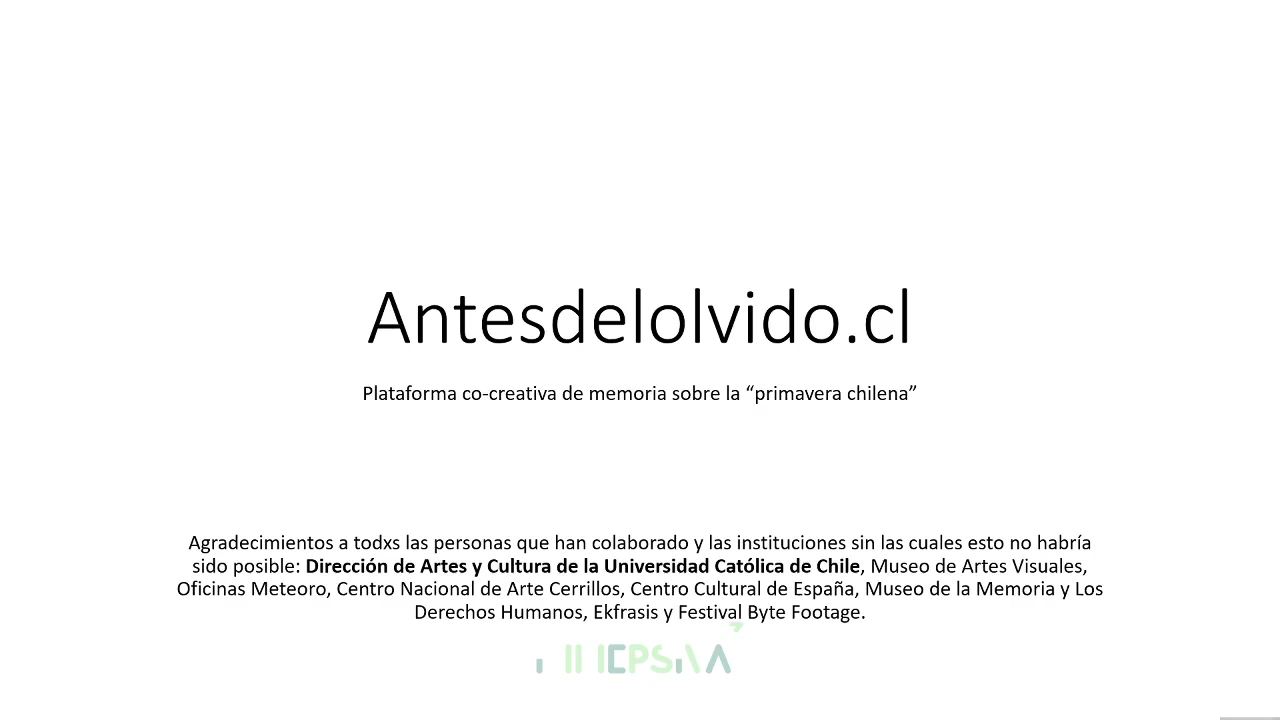 Antesdelolvido.cl
Plataforma co-creativa de memoria sobre la “primavera chilena”
Agradecimientos a todxs las personas que han colaborado y las instituciones sin las cuales esto no habría
sido posible: Dirección de Artes y Cultura de la Universidad Católica de Chile, Museo de Artes Visuales,
Oficinas Meteoro, Centro Nacional de Arte Cerrillos, Centro Cultural de España, Museo de la Memoria y Los
Derechos Humanos, Ekfrasis y Festival Byte Footage.